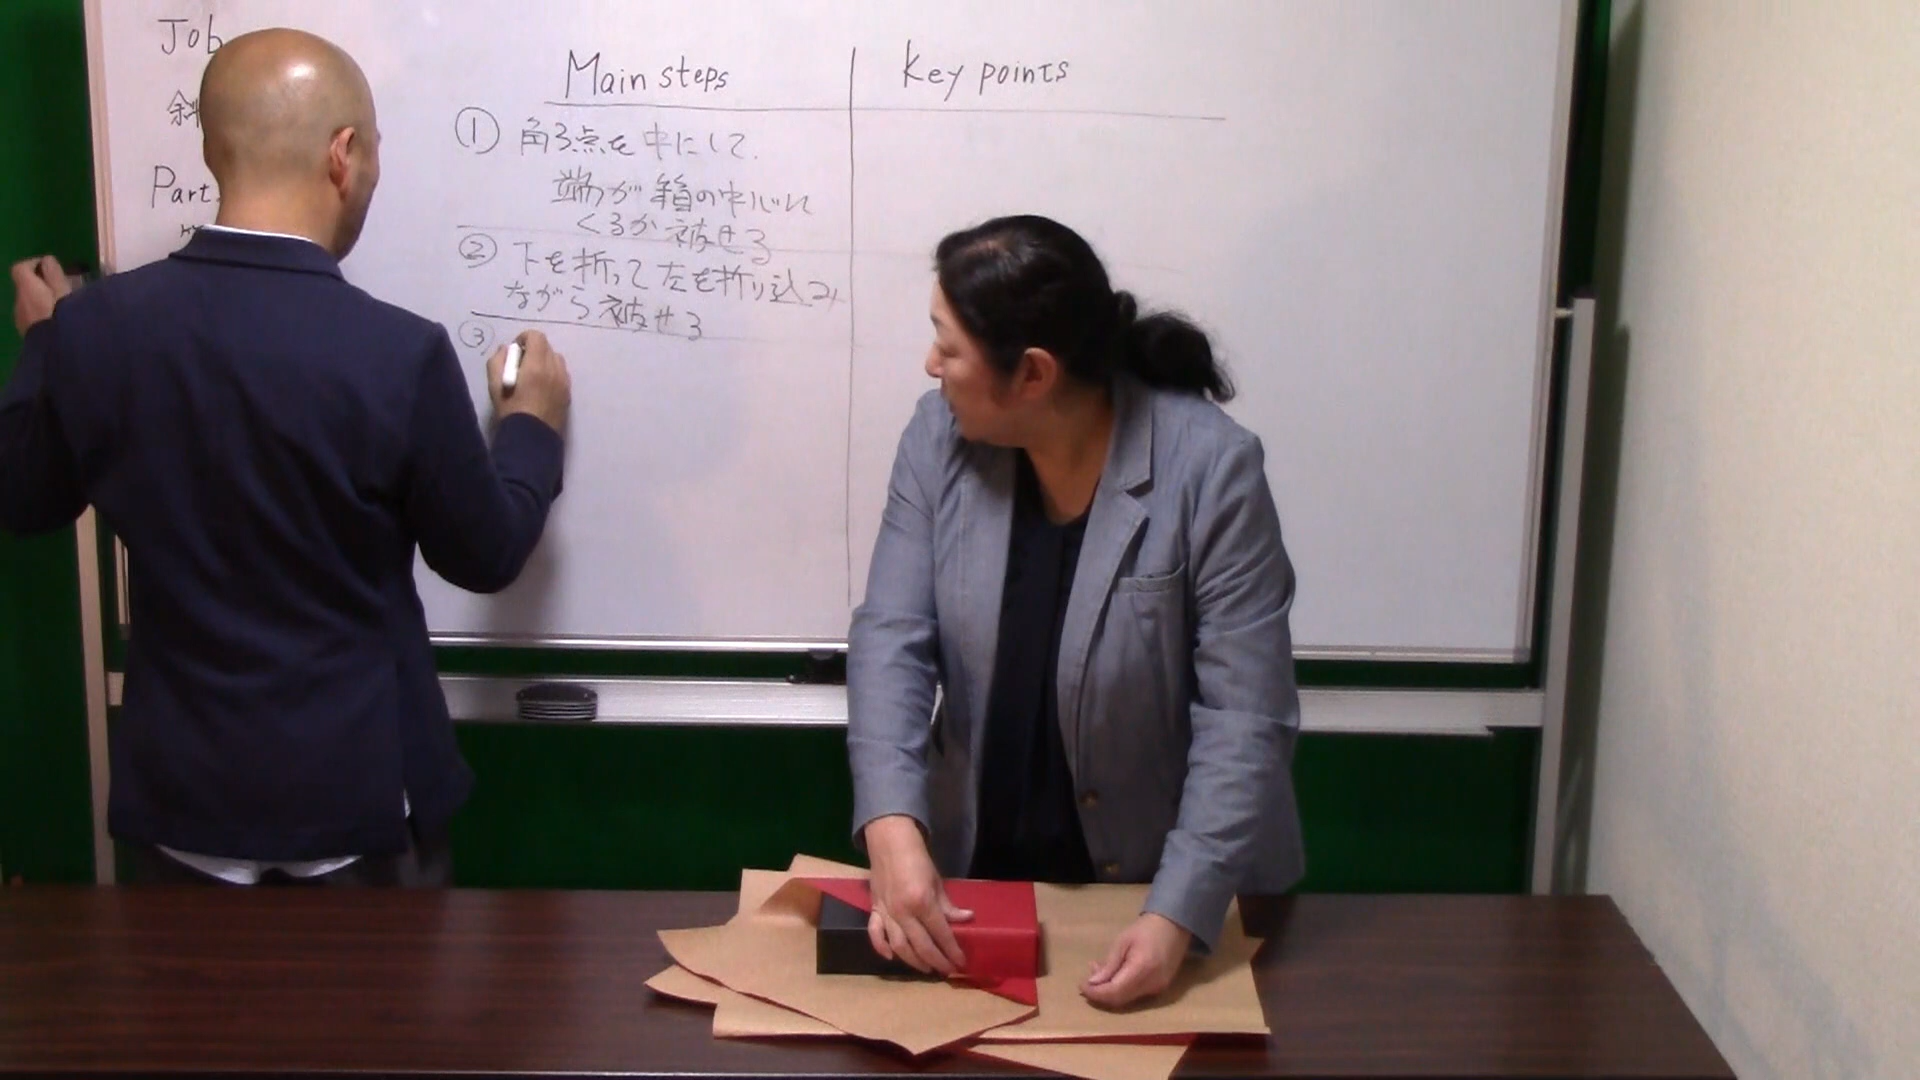 Job
斜
Part
Main steps
Key points
① 角3点を中にして、
端が箱の中心に
くるか被せる
② 下を折って左を折り込み
ながら被せる
③